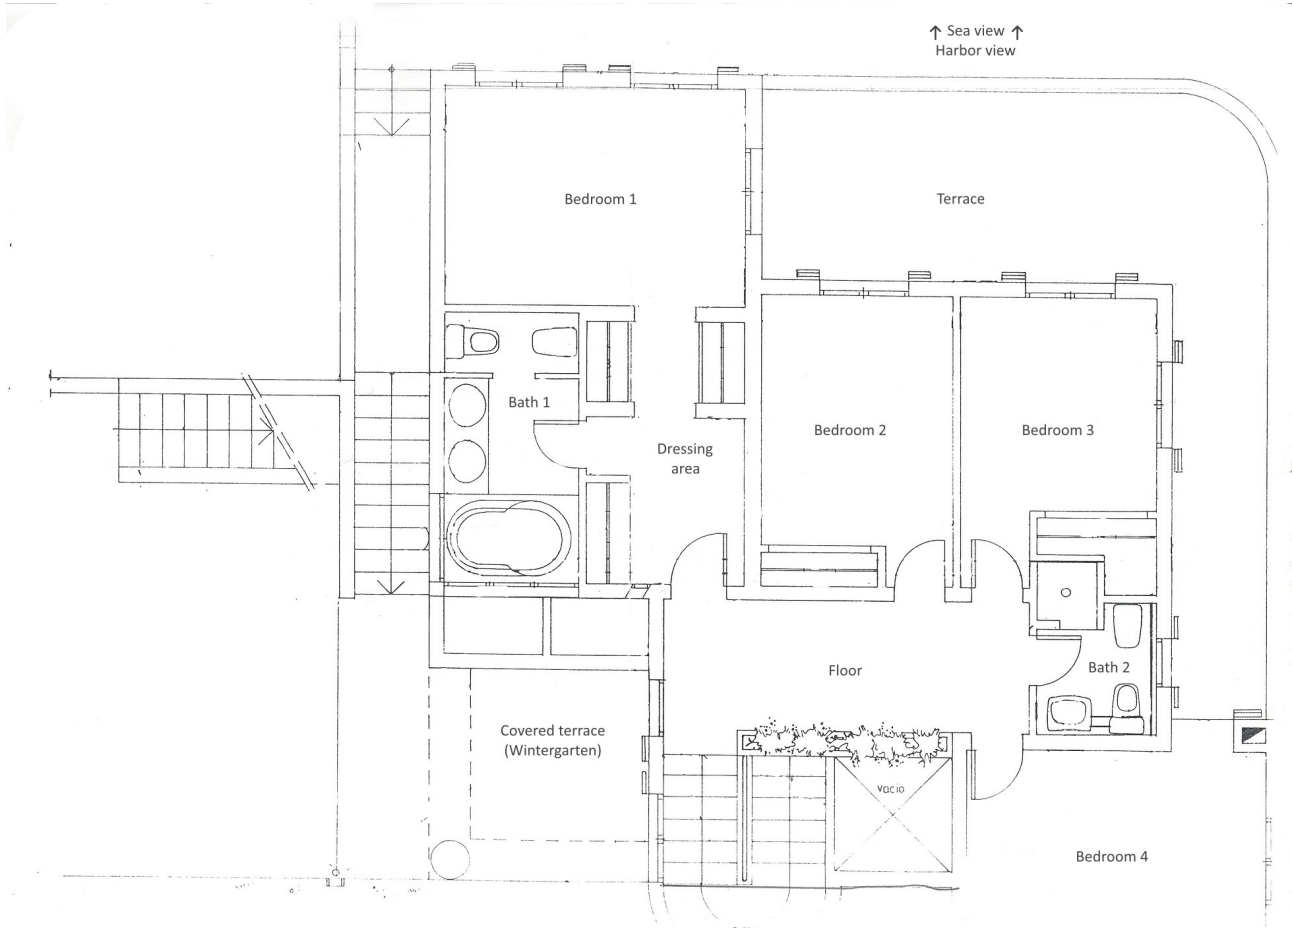 ↑ Sea view ↑
Harbor view
Bedroom 1
Terrace
Bath 1
Dressing
area
Bedroom 2
Bedroom 3
Floor
Bath 2
Covered terrace
(Wintergarten)
vacio
Bedroom 4